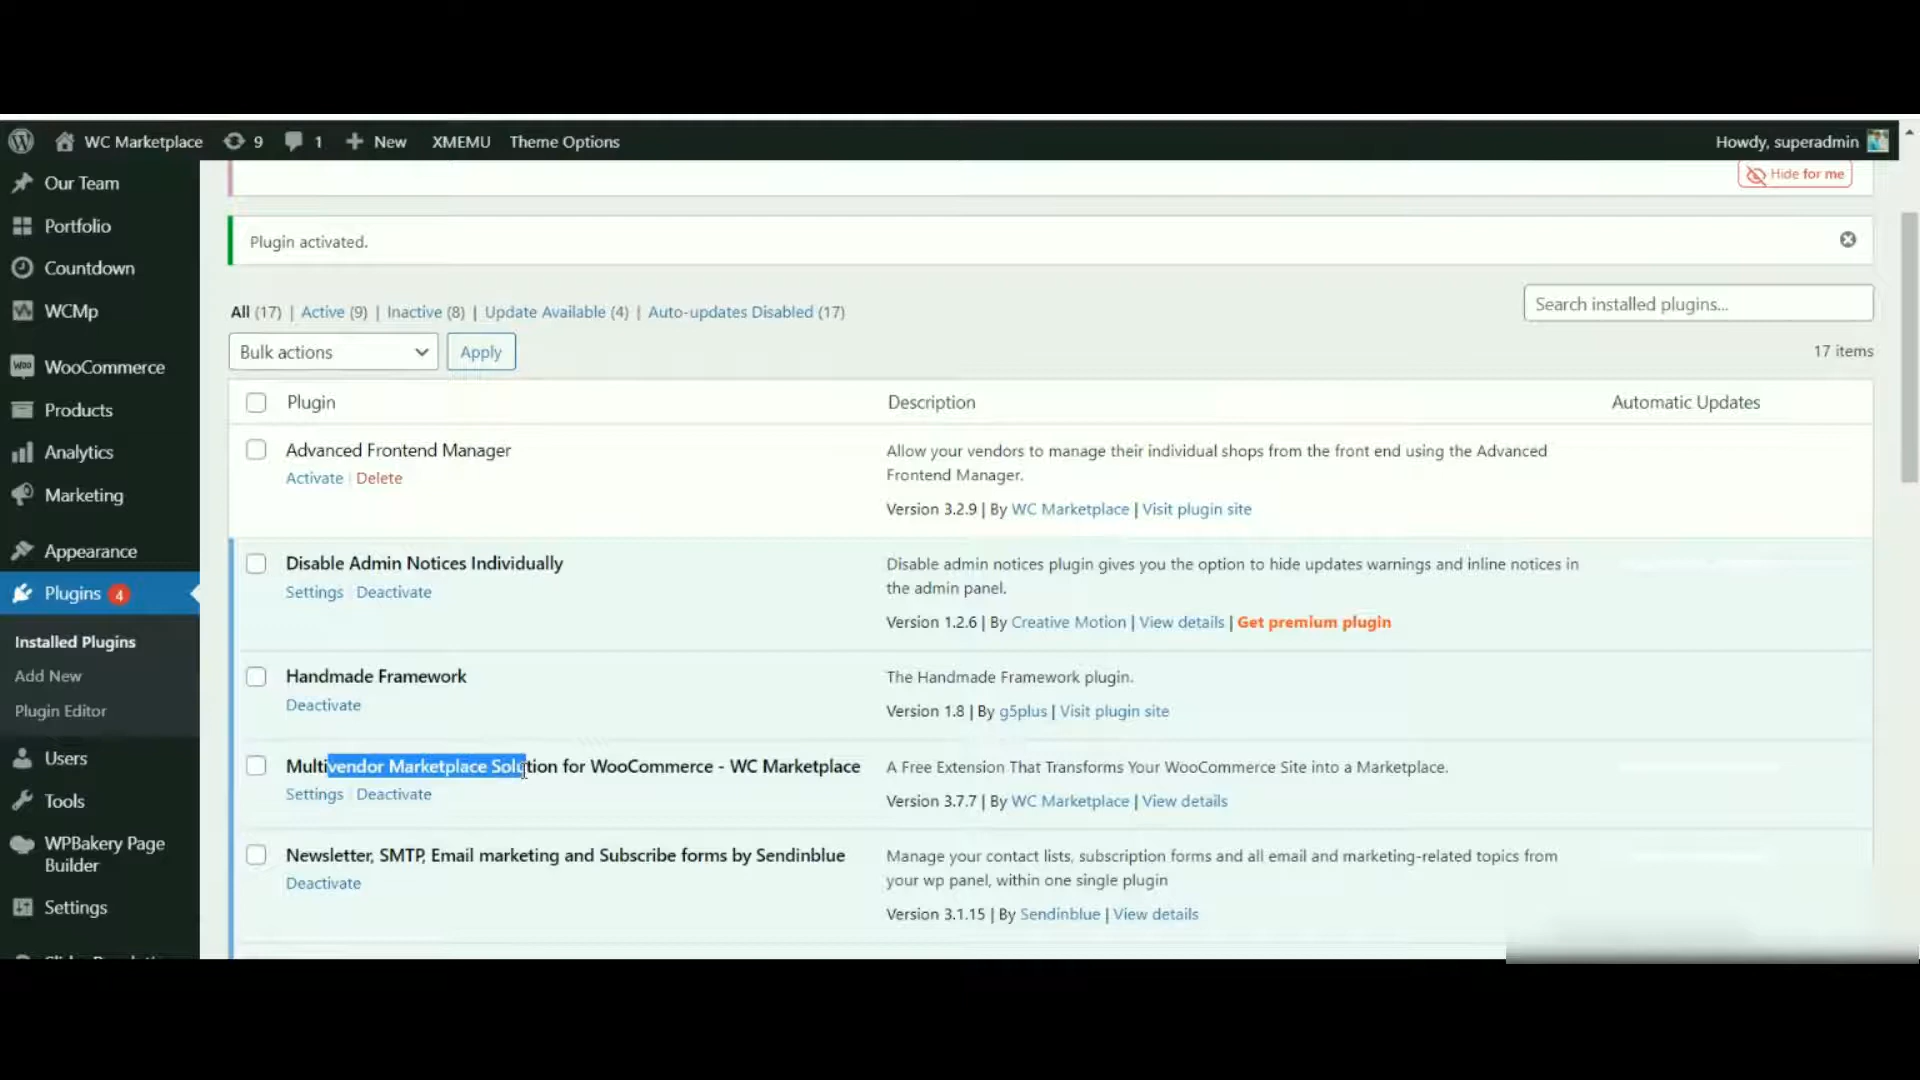 WC Marketplace 9 1 New XMEMU Theme Options Howdy, superadmin
Our Team
Portfolio
Countdown
WCMp
WooCommerce
Products
Analytics
Marketing
Appearance
Plugins 4
Installed Plugins
Add New
Plugin Editor
Users
Tools
WPBakery Page
Builder
Settings
Hide for me
Plugin activated.
All (17) | Active (9) | Inactive (8) | Update Available (4) | Auto-updates Disabled (17)
Search installed plugins...
Bulk actions Apply
17 items
Plugin Description Automatic Updates
Advanced Frontend Manager
Activate | Delete
Allow your vendors to manage their individual shops from the front end using the Advanced
Frontend Manager.
Version 3.2.9 | By WC Marketplace | Visit plugin site
Disable Admin Notices Individually
Settings | Deactivate
Disable admin notices plugin gives you the option to hide updates warnings and inline notices in
the admin panel.
Version 1.2.6 | By Creative Motion | View details | Get premium plugin
Handmade Framework
Deactivate
The Handmade Framework plugin.
Version 1.8 | By g5plus | Visit plugin site
Multivendor Marketplace Solution for WooCommerce - WC Marketplace
Settings | Deactivate
A Free Extension That Transforms Your WooCommerce Site into a Marketplace.
Version 3.7.7 | By WC Marketplace | View details
Newsletter, SMTP, Email marketing and Subscribe forms by Sendinblue
Deactivate
Manage your contact lists, subscription forms and all email and marketing-related topics from
your wp panel, within one single plugin
Version 3.1.15 | By Sendinblue | View details